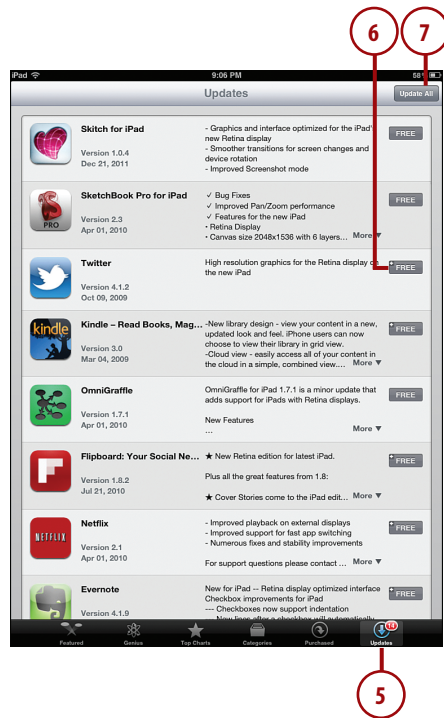 6
7
iPad
9:06 PM
58%
Updates
Update All
Skitch for iPad
Version 1.0.4
Dec 21, 2011
- Graphics and interface optimized for the iPad's
new Retina display
- Smoother transitions for screen changes and
device rotation
- Improved Screenshot mode
FREE
PRO
SketchBook Pro for iPad
Version 2.3
Apr 01, 2010
✓ Bug Fixes
✓ Improved Pan/Zoom performance
✓ Features for the new iPad
• Retina Display
• Canvas size 2048x1536 with 6 layers... More ▼
FREE
Twitter
Version 4.1.2
Oct 09, 2009
High resolution graphics for the Retina display on
the new iPad
FREE
kindle
Kindle – Read Books, Mag...
Version 3.0
Mar 04, 2009
-New library design - view your content in a new,
updated look and feel. iPhone users can now
choose to view their library in grid view.
-Cloud view - easily access all of your content in
the cloud in a simple, combined view.... More ▼
FREE
OmniGraffle
Version 1.7.1
Apr 01, 2010
OmniGraffle for iPad 1.7.1 is a minor update that
adds support for iPads with Retina displays.
New Features
... More ▼
FREE
Flipboard: Your Social Ne...
Version 1.8.2
Jul 21, 2010
★ New Retina edition for latest iPad.
Plus all the great features from 1.8:
★ Cover Stories come to the iPad edit... More ▼
FREE
NETFLIX
Netflix
Version 2.1
Apr 01, 2010
- Improved playback on external displays
- Improved support for fast app switching
- Numerous fixes and stability improvements
For support questions please contact ... More ▼
FREE
Evernote
Version 4.1.9
New for iPad -- Retina display optimized interface
Checkbox improvements for iPad
--- Checkboxes now support indentation
--- New lines after a checkbox will automatically
FREE
Featured
Genius
Top Charts
Categories
Purchased
Updates
5